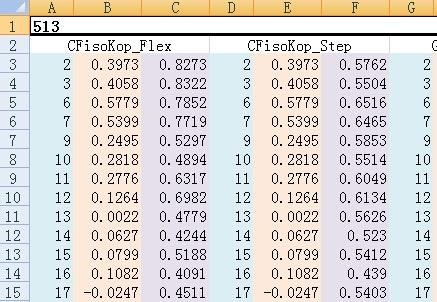 A B C D E F G
1 513
2 CFisoKop_Flex CFisoKop_Step
3 2 0.3973 0.8273 2 0.3973 0.5762 2
4 3 0.4058 0.8322 3 0.4058 0.5504 3
5 6 0.5779 0.7852 6 0.5779 0.6516 6
6 7 0.5399 0.7719 7 0.5399 0.6465 7
7 9 0.2495 0.5297 9 0.2495 0.5853 9
8 10 0.2818 0.4894 10 0.2818 0.5514 10
9 11 0.2776 0.6317 11 0.2776 0.6049 11
10 12 0.1264 0.6982 12 0.1264 0.6134 12
11 13 0.0022 0.4779 13 0.0022 0.5626 13
12 14 0.0627 0.4244 14 0.0627 0.523 14
13 15 0.0799 0.5188 15 0.0799 0.5412 15
14 16 0.1082 0.4091 16 0.1082 0.439 16
15 17 -0.0247 0.4511 17 -0.0247 0.5403 17